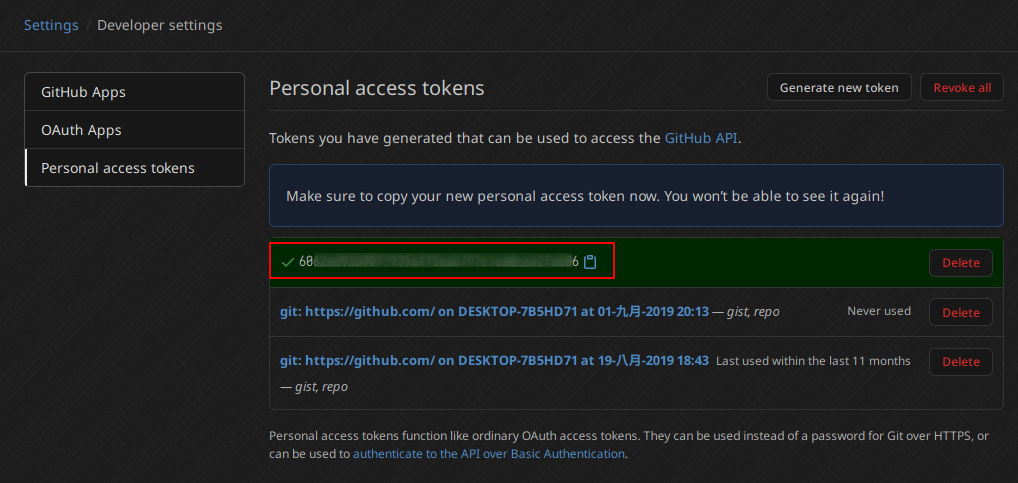 Settings / Developer settings
GitHub Apps
OAuth Apps
Personal access tokens
Personal access tokens
Generate new token
Revoke all
Tokens you have generated that can be used to access the GitHub API.
Make sure to copy your new personal access token now. You won’t be able to see it again!
Delete
git: https://github.com/ on DESKTOP-7B5HD71 at 01-九月-2019 20:13 — gist, repo
Never used
Delete
git: https://github.com/ on DESKTOP-7B5HD71 at 19-八月-2019 18:43
Last used within the last 11 months
Delete
— gist, repo
Personal access tokens function like ordinary OAuth access tokens. They can be used instead of a password for Git over HTTPS, or
can be used to authenticate to the API over Basic Authentication.